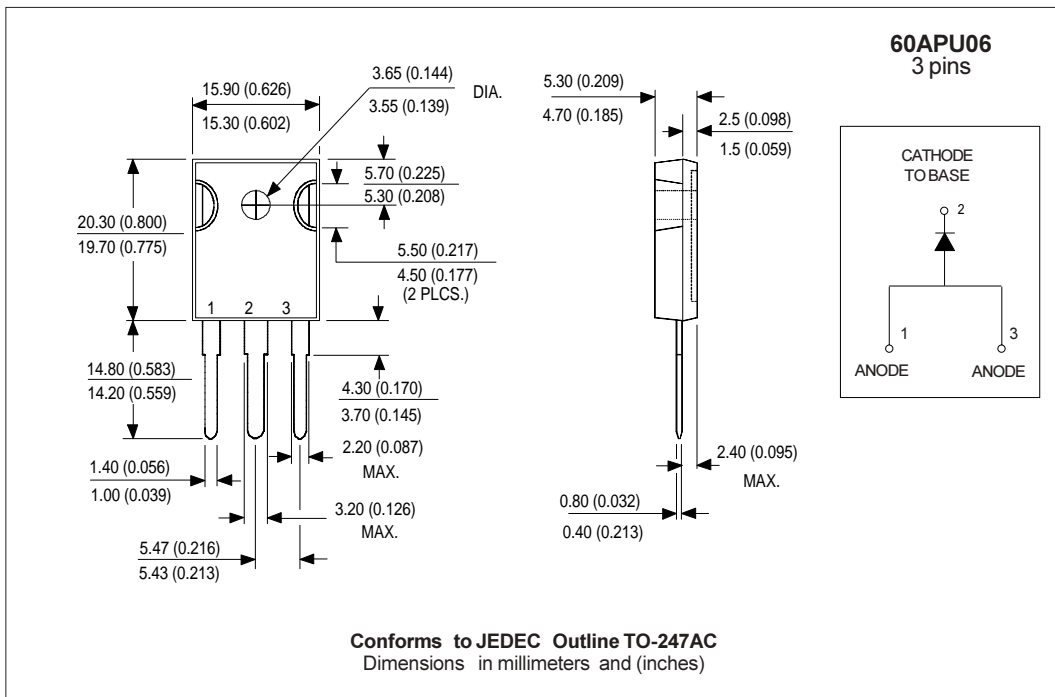 60APU06
3 pins
15.90 (0.626)
15.30 (0.602)
3.65 (0.144)
3.55 (0.139)
DIA.
5.30 (0.209)
4.70 (0.185)
2.5 (0.098)
1.5 (0.059)
5.70 (0.225)
5.30 (0.208)
20.30 (0.800)
19.70 (0.775)
5.50 (0.217)
4.50 (0.177)
(2 PLCS.)
1 2 3
14.80 (0.583)
14.20 (0.559)
4.30 (0.170)
3.70 (0.145)
2.20 (0.087)
MAX.
1.40 (0.056)
1.00 (0.039)
3.20 (0.126)
MAX.
5.47 (0.216)
5.43 (0.213)
2.40 (0.095)
MAX.
0.80 (0.032)
0.40 (0.213)
CATHODE
TO BASE
2
1 3
ANODE ANODE
Conforms to JEDEC Outline TO-247AC
Dimensions in millimeters and (inches)